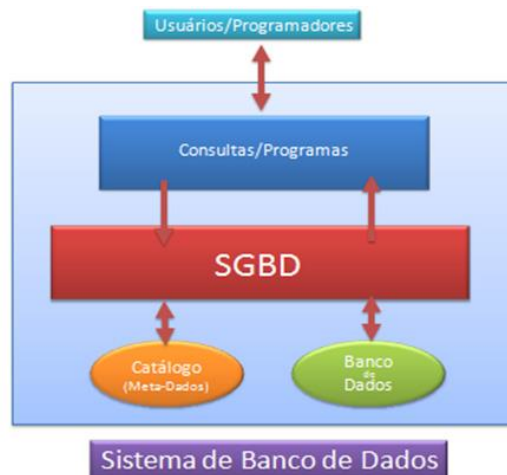 Usuários/Programadores
Consultas/Programas
SGBD
Catálogo
(Meta-Dados)
Banco
de
Dados
Sistema de Banco de Dados